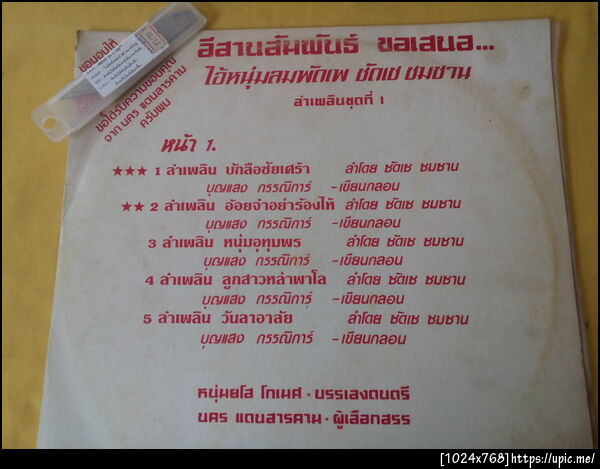 ขอมอบให้
อีสานสัมพันธ์ ขอเสนอ...
ไอ้หนุ่มลมพัดเพ ชัดเช ชมชาน
ลำเพลินชุดที่ 1
ขอได้รับความขอบคุณ
จาก นคร แดนสารคาม
ครับผม
หน้า 1.
★★★ 1 ลำเพลิน บักลือชัยเศร้า ลำโดย ชัดเช ชมชาน
บุญแสง กรรณิการ์ -เขียนกลอน
★★ 2 ลำเพลิน อ้อยจ๋าอย่าร้องไห้ ลำโดย ชัดเช ชมชาน
บุญแสง กรรณิการ์ -เขียนกลอน
3 ลำเพลิน หนุ่มอุทุมพร ลำโดย ชัดเช ชมชาน
บุญแสง กรรณิการ์ -เขียนกลอน
4 ลำเพลิน ลูกสาวหล่าพาโล ลำโดย ชัดเช ชมชาน
บุญแสง กรรณิการ์ -เขียนกลอน
5 ลำเพลิน วันลาอาลัย ลำโดย ชัดเช ชมชาน
บุญแสง กรรณิการ์ -เขียนกลอน
หนุ่มยโส โกเมศ · บรรเลงดนตรี
นคร แดนสารคาม · ผู้เลือกสรร
[1024x768]https://upic.me/